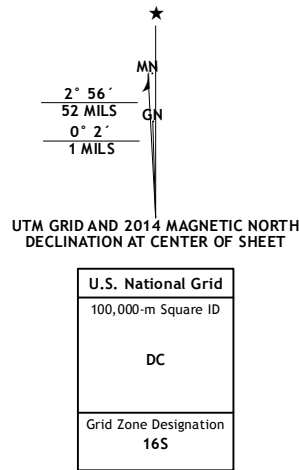 MN
2° 56´
52 MILS
GN
0° 2´
1 MILS
UTM GRID AND 2014 MAGNETIC NORTH
DECLINATION AT CENTER OF SHEET
U.S. National Grid
100,000-m Square ID
DC
Grid Zone Designation
16S